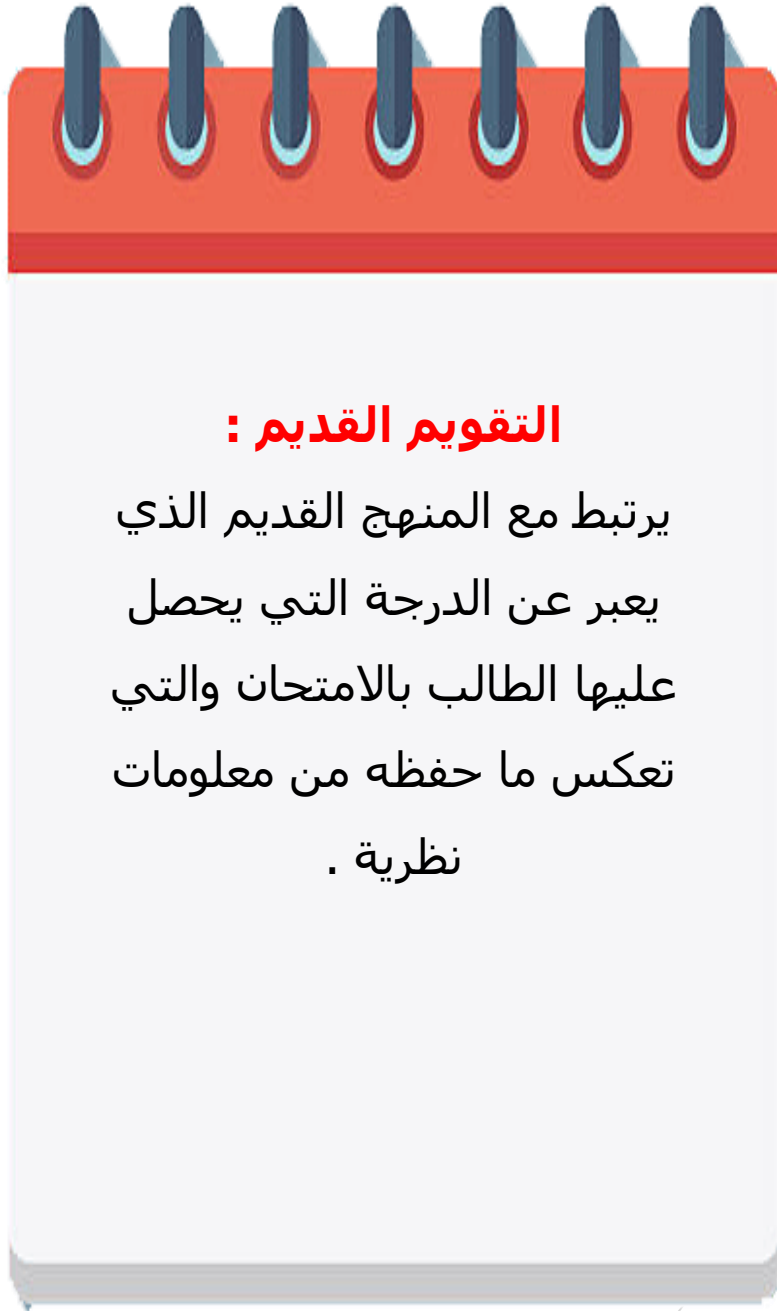 التقويم القديم :
يرتبط مع المنهج القديم الذي
يعبر عن الدرجة التي يحصل
عليها الطالب بالامتحان والتي
تعكس ما حفظه من معلومات
نظرية .